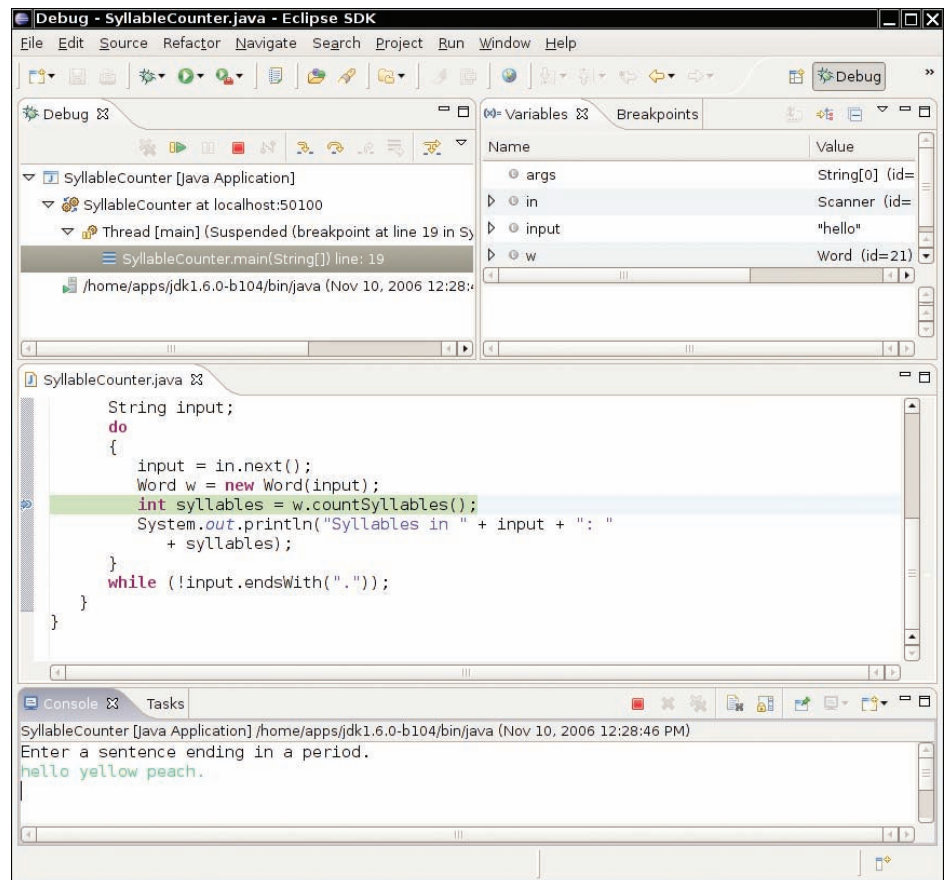 Debug - SyllableCounter.java - Eclipse SDK
File Edit Source Refactor Navigate Search Project Run Window Help
Debug »
Debug
Variables Breakpoints
Name Value
args String[0] (id=
in Scanner (id=
input "hello"
w Word (id=21)
SyllableCounter [Java Application]
SyllableCounter at localhost:50100
Thread [main] (Suspended (breakpoint at line 19 in Sy
SyllableCounter.main(String[]) line: 19
/home/apps/jdk1.6.0-b104/bin/java (Nov 10, 2006 12:28:4
SyllableCounter.java
String input;
do
{
input = in.next();
Word w = new Word(input);
int syllables = w.countSyllables();
System.out.println("Syllables in " + input + ": "
+ syllables);
}
while (!input.endsWith("."));
}
}
Console Tasks
SyllableCounter [Java Application] /home/apps/jdk1.6.0-b104/bin/java (Nov 10, 2006 12:28:46 PM)
Enter a sentence ending in a period.
hello yellow peach.